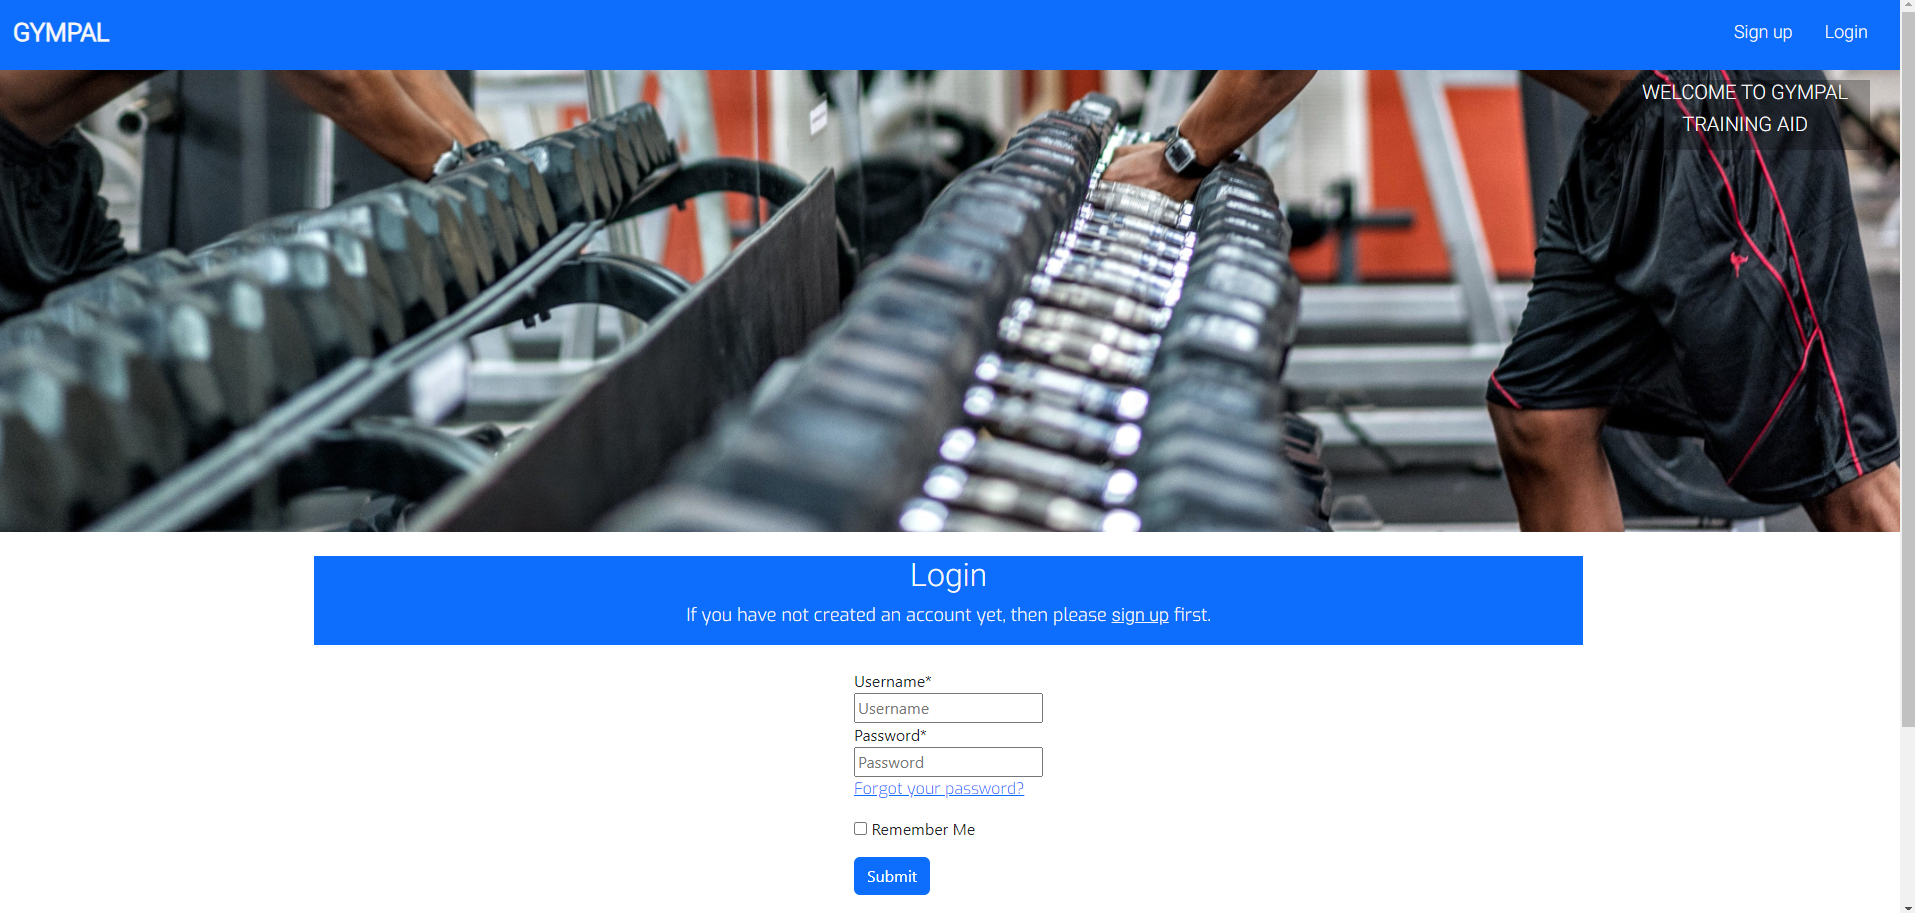 GYMPAL
Sign up
Login
WELCOME TO GYMPAL
TRAINING AID
Login
If you have not created an account yet, then please sign up first.
Username*
Username
Password*
Password
Forgot your password?
Remember Me
Submit